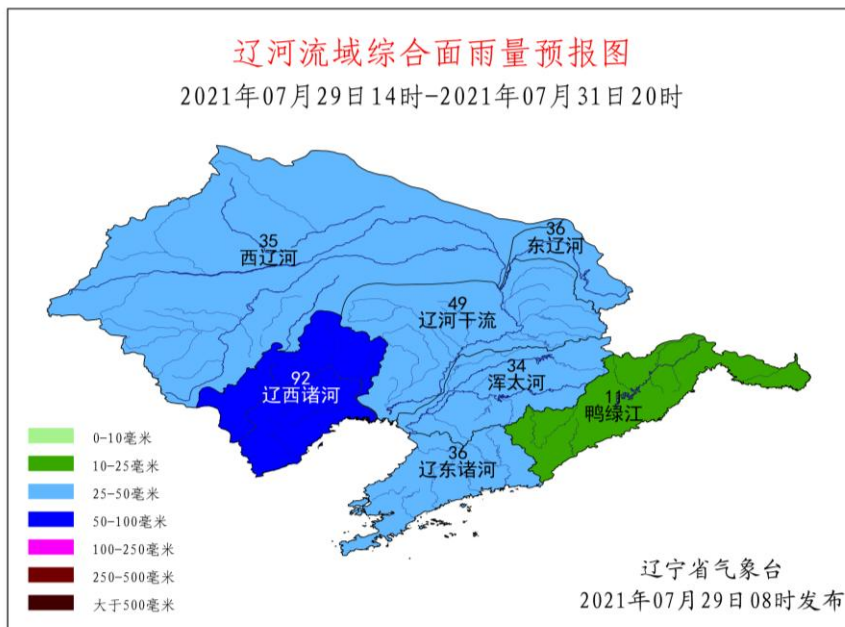 辽河流域综合面雨量预报图
2021年07月29日14时-2021年07月31日20时
36
东辽河
35
西辽河
49
辽河干流
34
浑太河
92
辽西诸河
11
鸭绿江
36
辽东诸河
0-10毫米
10-25毫米
25-50毫米
50-100毫米
100-250毫米
250-500毫米
大于500毫米
辽宁省气象台
2021年07月29日08时发布